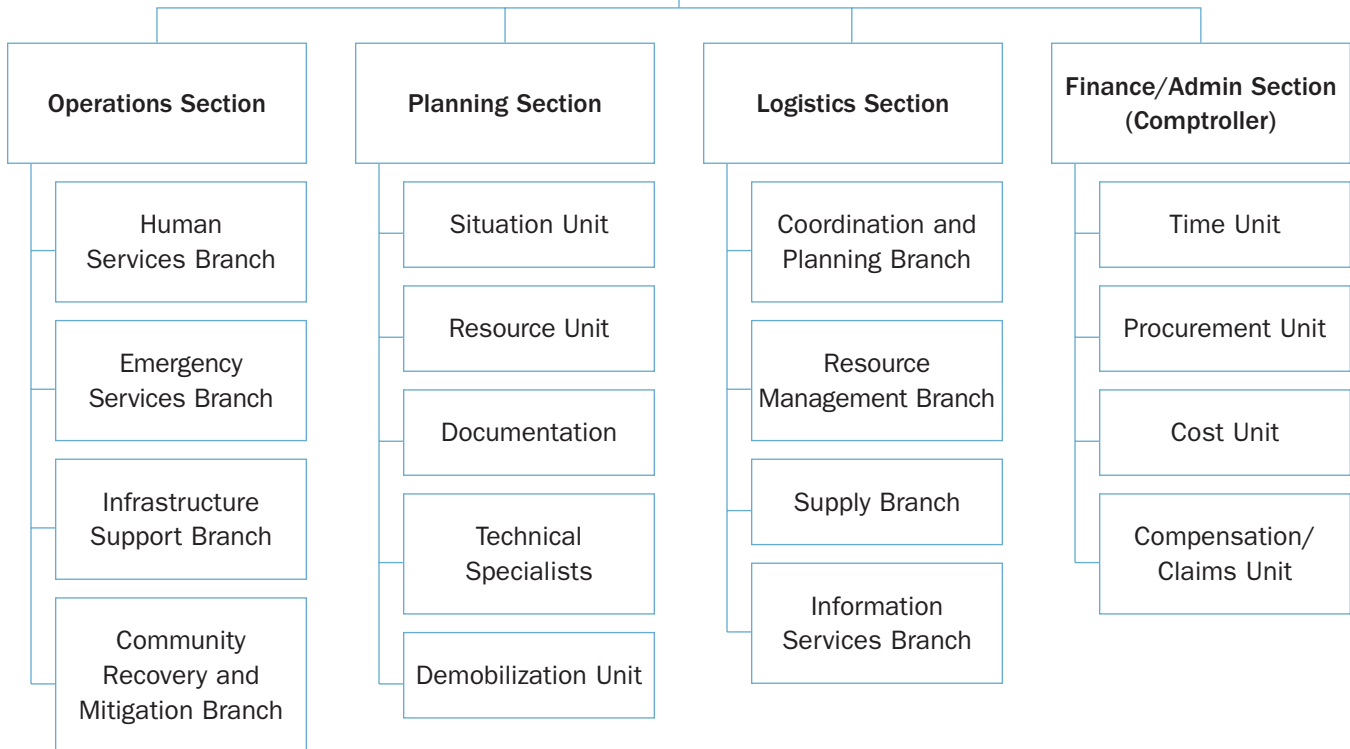 Operations Section
Human
Services Branch
Emergency
Services Branch
Infrastructure
Support Branch
Community
Recovery and
Mitigation Branch
Planning Section
Situation Unit
Resource Unit
Documentation
Technical
Specialists
Demobilization Unit
Logistics Section
Coordination and
Planning Branch
Resource
Management Branch
Supply Branch
Information
Services Branch
Finance/Admin Section
(Comptroller)
Time Unit
Procurement Unit
Cost Unit
Compensation/
Claims Unit